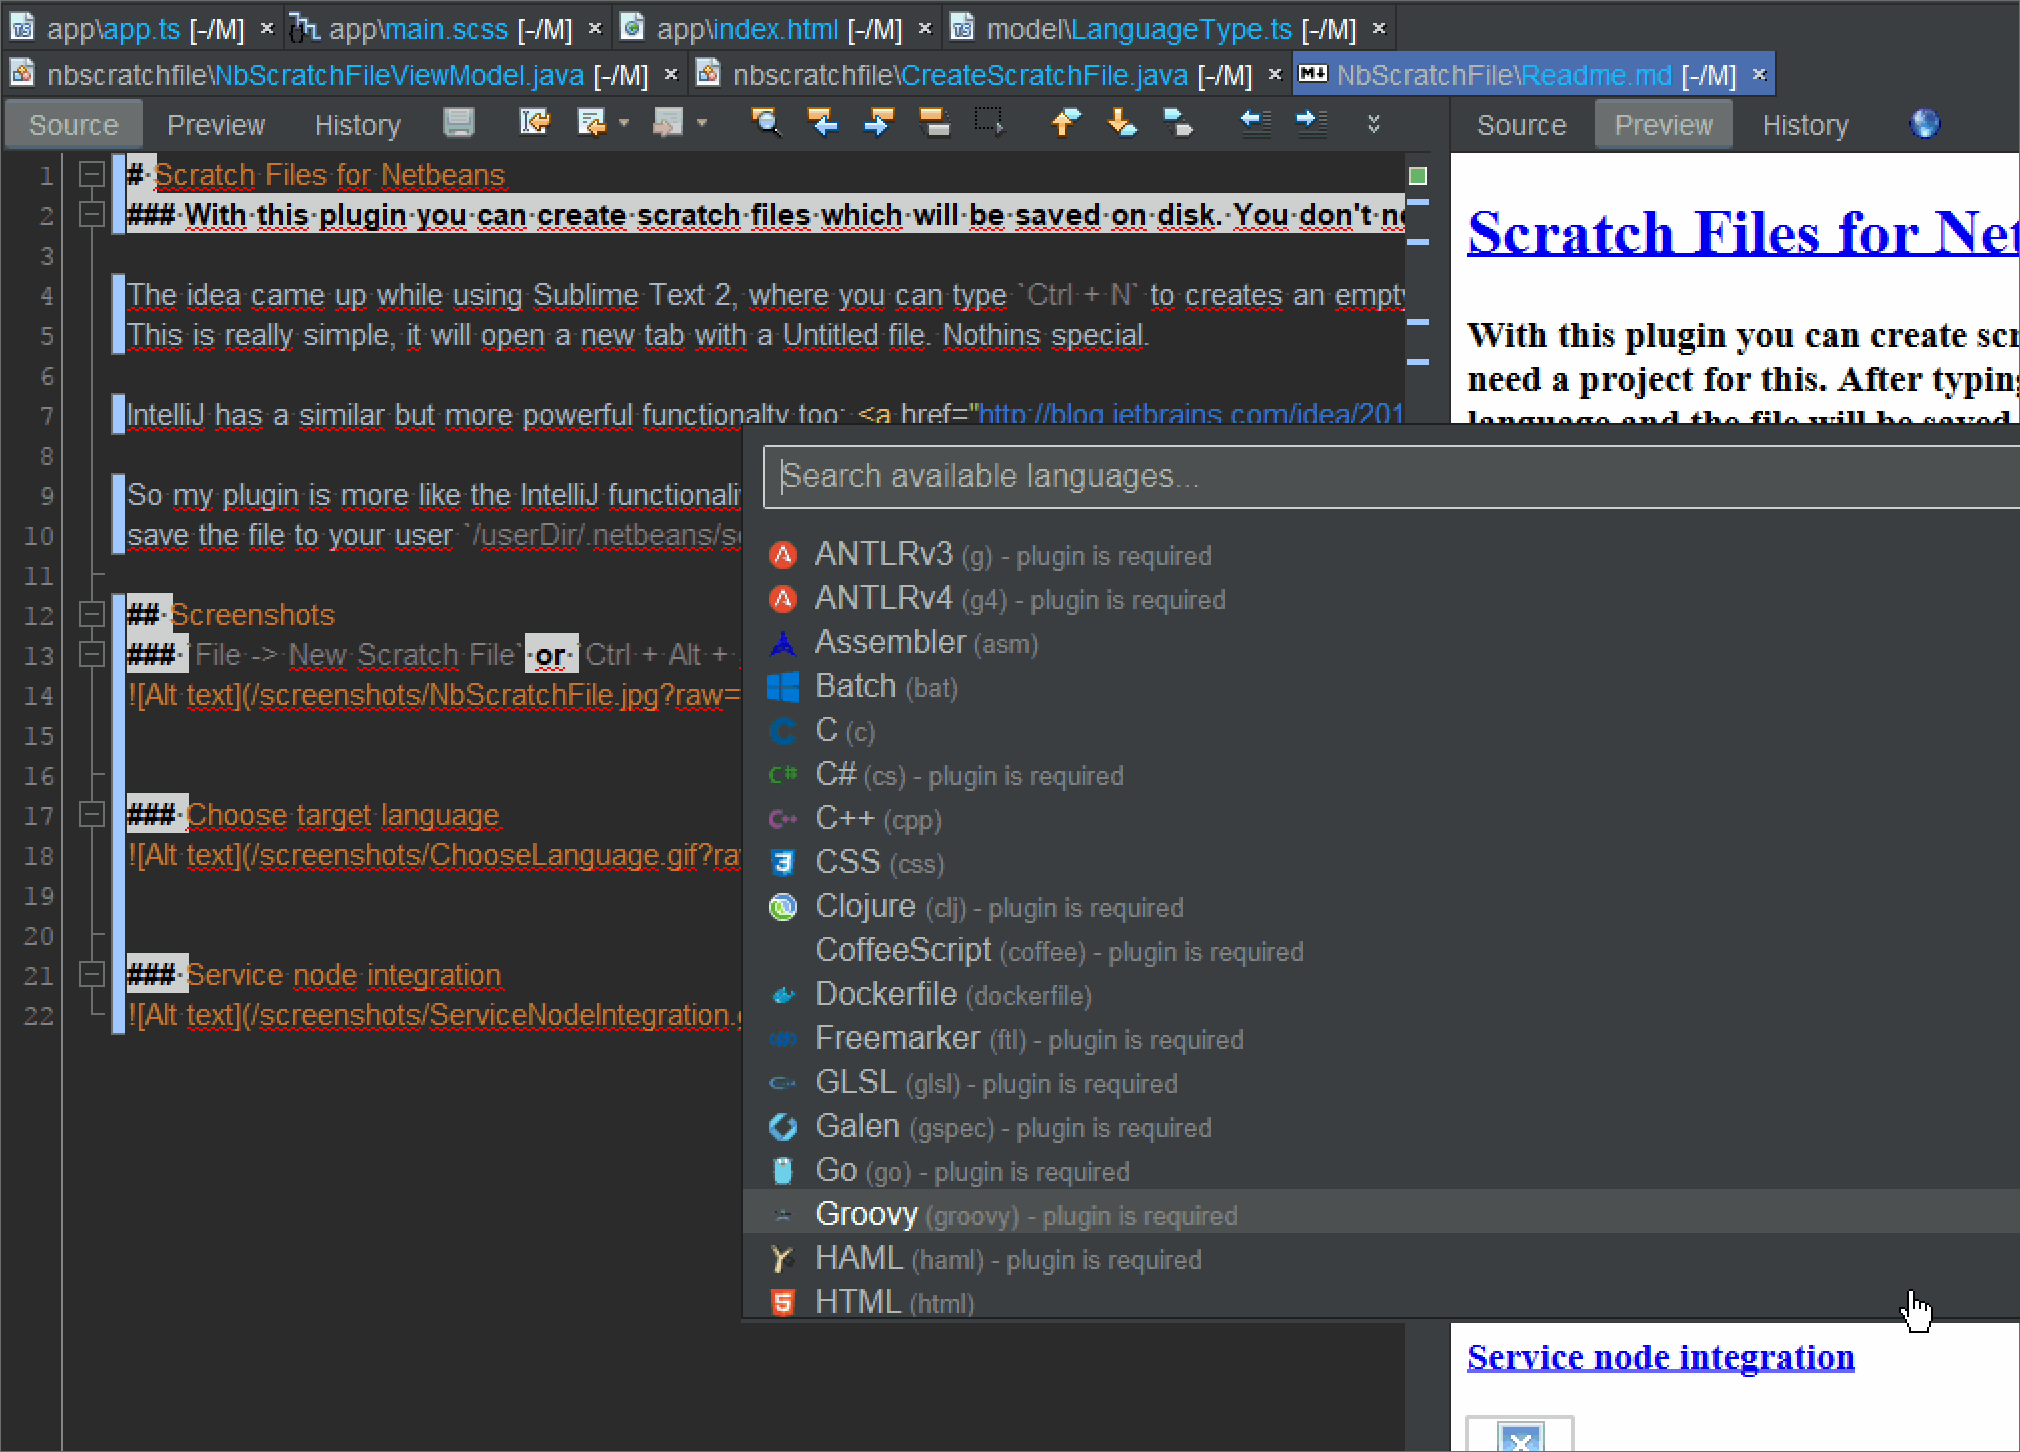 app\app.ts [-/M] × app\main.scss [-/M] × app\index.html [-/M] × model\LanguageType.ts [-/M] ×
nbscratchfile\NbScratchFileViewModel.java [-/M] × nbscratchfile\CreateScratchFile.java [-/M] × NbScratchFile\Readme.md [-/M] ×
Source Preview History Source Preview History
1 # Scratch Files for Netbeans
2 ### With this plugin you can create scratch files which will be saved on disk. You don't
3
4 The idea came up while using Sublime Text 2, where you can type `Ctrl + N` to creates an empty
5 This is really simple, it will open a new tab with a Untitled file. Nothins special.
6
7 IntelliJ has a similar but more powerful functionalty too: <a href="http://blog.jetbrains.com/idea/201
8
9 So my plugin is more like the IntelliJ
10 save the file to your user `/userDir/.netbeans/
11
12 ## Screenshots
13 ### `File -> New Scratch File` or `Ctrl + Alt +
14 ![Alt text](/screenshots/NbScratchFile.jpg?raw=
15
16
17 ### Choose target language
18 ![Alt text](/screenshots/ChooseLanguage.gif?ra
19
20
21 ### Service node integration
22 ![Alt text](/screenshots/ServiceNodeIntegration.
Scratch Files for Net
With this plugin you can create scr
need a project for this. After typing
language and the file will be saved
Search available languages...
ANTLRv3 (g) - plugin is required
ANTLRv4 (g4) - plugin is required
Assembler (asm)
Batch (bat)
C (c)
C# (cs) - plugin is required
C++ (cpp)
CSS (css)
Clojure (clj) - plugin is required
CoffeeScript (coffee) - plugin is required
Dockerfile (dockerfile)
Freemarker (ftl) - plugin is required
GLSL (glsl) - plugin is required
Galen (gspec) - plugin is required
Go (go) - plugin is required
Groovy (groovy) - plugin is required
HAML (haml) - plugin is required
HTML (html)
Service node integration